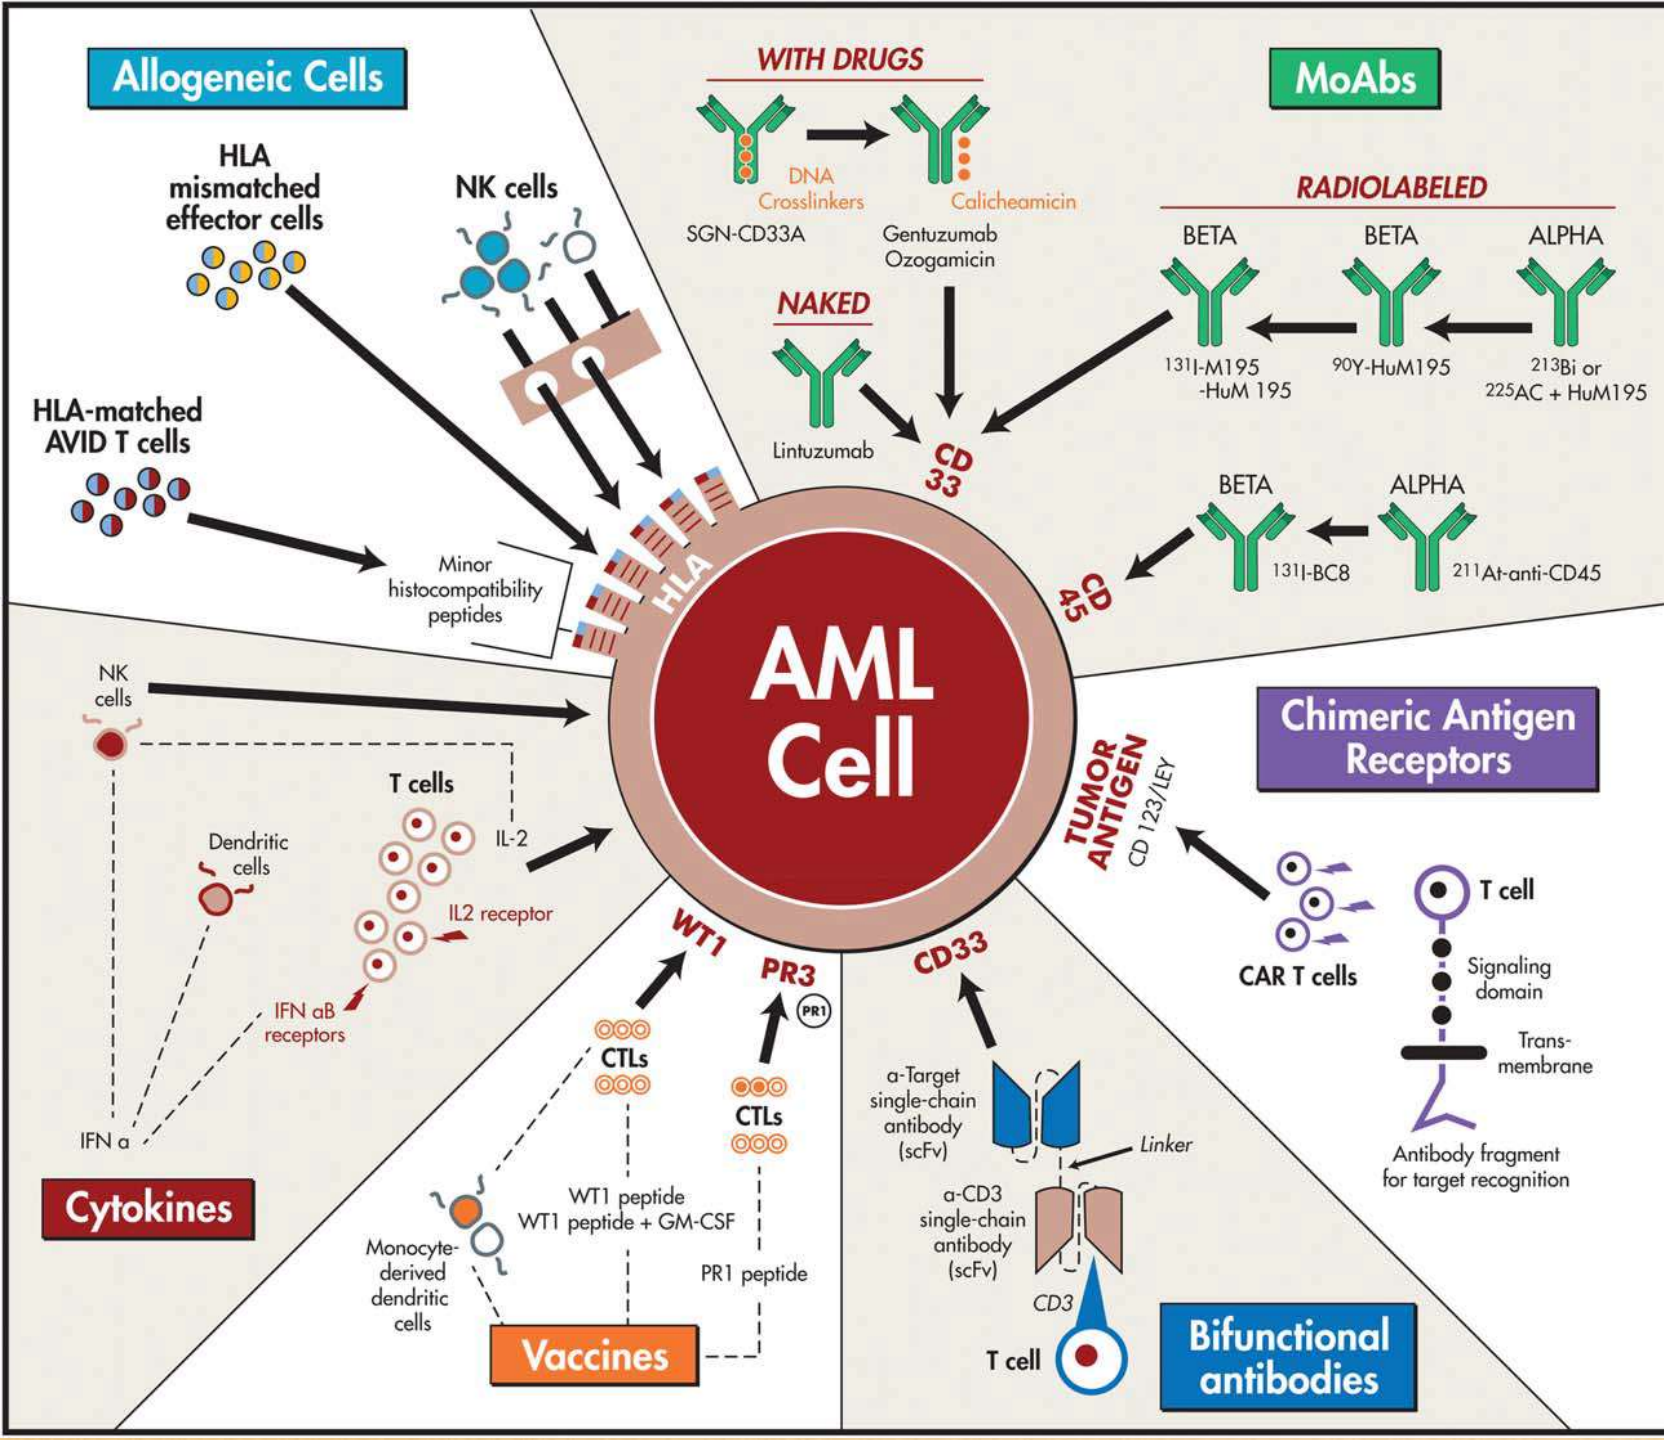 Allogeneic Cells
HLA
mismatched
effector cells
NK cells
HLA-matched
AVID T cells
Minor
histocompatibility
peptides
HLA
WITH DRUGS
MoAbs
DNA
Crosslinkers
Calicheamicin
SGN-CD33A
Gentuzumab
Ozogamicin
NAKED
Lintuzumab
RADIOLABELED
BETA
BETA
ALPHA
131I-M195
-HuM 195
90Y-HuM195
213Bi or
225AC + HuM195
CD
33
BETA
ALPHA
131I-BC8
211At-anti-CD45
CD
45
AML
Cell
Chimeric Antigen
Receptors
TUMOR
ANTIGEN
CD 123/LEY
CAR T cells
T cell
Signaling
domain
Trans-
membrane
Antibody fragment
for target recognition
NK
cells
T cells
IL-2
Dendritic
cells
IL2 receptor
IFN aB
receptors
IFN a
Cytokines
WT1
PR3
PR1
CTLs
CTLs
WT1 peptide
WT1 peptide + GM-CSF
PR1 peptide
Monocyte-
derived
dendritic
cells
Vaccines
CD33
a-Target
single-chain
antibody
(scFv)
Linker
a-CD3
single-chain
antibody
(scFv)
CD3
T cell
Bifunctional
antibodies